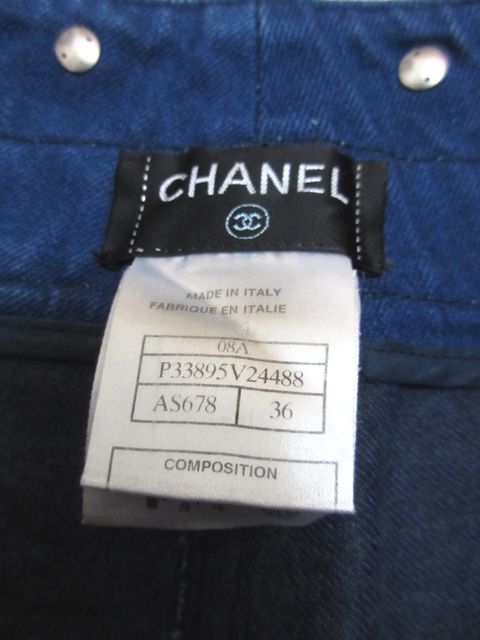 CHANEL
MADE IN ITALY
FABRIQUE EN ITALIE
08A
P33895V24488
AS678 36
COMPOSITION